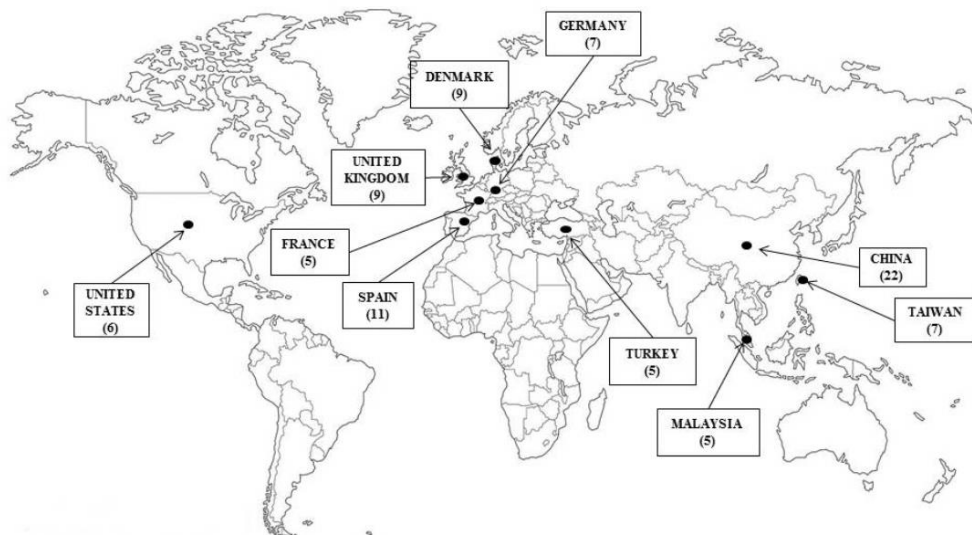 GERMANY
(7)
DENMARK
(9)
UNITED
KINGDOM
(9)
FRANCE
(5)
SPAIN
(11)
UNITED
STATES
(6)
TURKEY
(5)
CHINA
(22)
TAIWAN
(7)
MALAYSIA
(5)